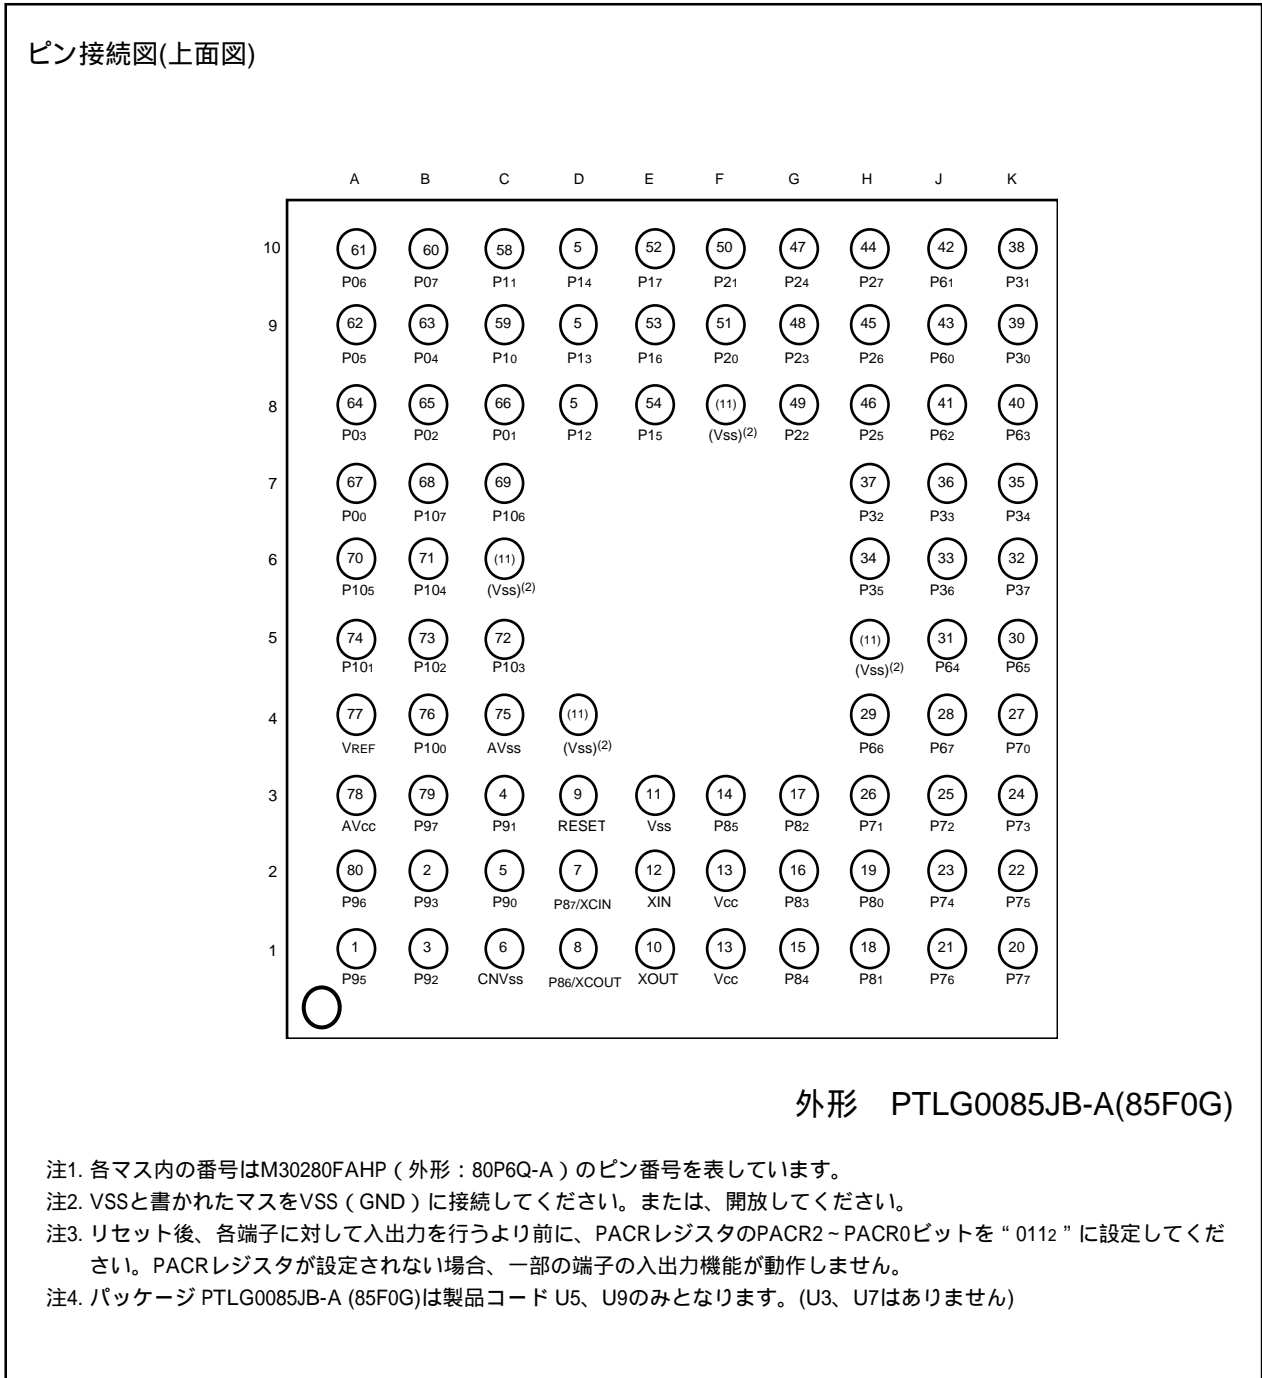 ピン接続図(上面図)
A B C D E F G H J K
10 61 60 58 5 52 50 47 44 42 38
P06 P07 P11 P14 P17 P21 P24 P27 P61 P31
9 62 63 59 5 53 51 48 45 43 39
P05 P04 P10 P13 P16 P20 P23 P26 P60 P30
8 64 65 66 5 54 (11) 49 46 41 40
P03 P02 P01 P12 P15 (Vss)(2) P22 P25 P62 P63
7 67 68 69 37 36 35
P00 P107 P106 P32 P33 P34
6 70 71 (11) 34 33 32
P105 P104 (Vss)(2) P35 P36 P37
5 74 73 72 (11) 31 30
P101 P102 P103 (Vss)(2) P64 P65
4 77 76 75 (11) 29 28 27
VREF P100 AVss (Vss)(2) P66 P67 P70
3 78 79 4 9 11 14 17 26 25 24
AVcc P97 P91 RESET Vss P85 P82 P71 P72 P73
2 80 2 5 7 12 13 16 19 23 22
P96 P93 P90 P87/XCIN XIN Vcc P83 P80 P74 P75
1 1 3 6 8 10 13 15 18 21 20
P95 P92 CNVss P86/XCOUT XOUT Vcc P84 P81 P76 P77
外形 PTLG0085JB-A(85F0G)
注1. 各マス内の番号はM30280FAHP(外形:80P6Q-A)のピン番号を表しています。
注2. VSSと書かれたマスをVSS(GND)に接続してください。または、開放してください。
注3. リセット後、各端子に対して入出力を行うより前に、PACRレジスタのPACR2~PACR0ビットを“0112”に設定してくだ
さい。PACRレジスタが設定されない場合、一部の端子の入出力機能が動作しません。
注4. パッケージ PTLG0085JB-A (85F0G)は製品コード U5、U9のみとなります。(U3、U7はありません)